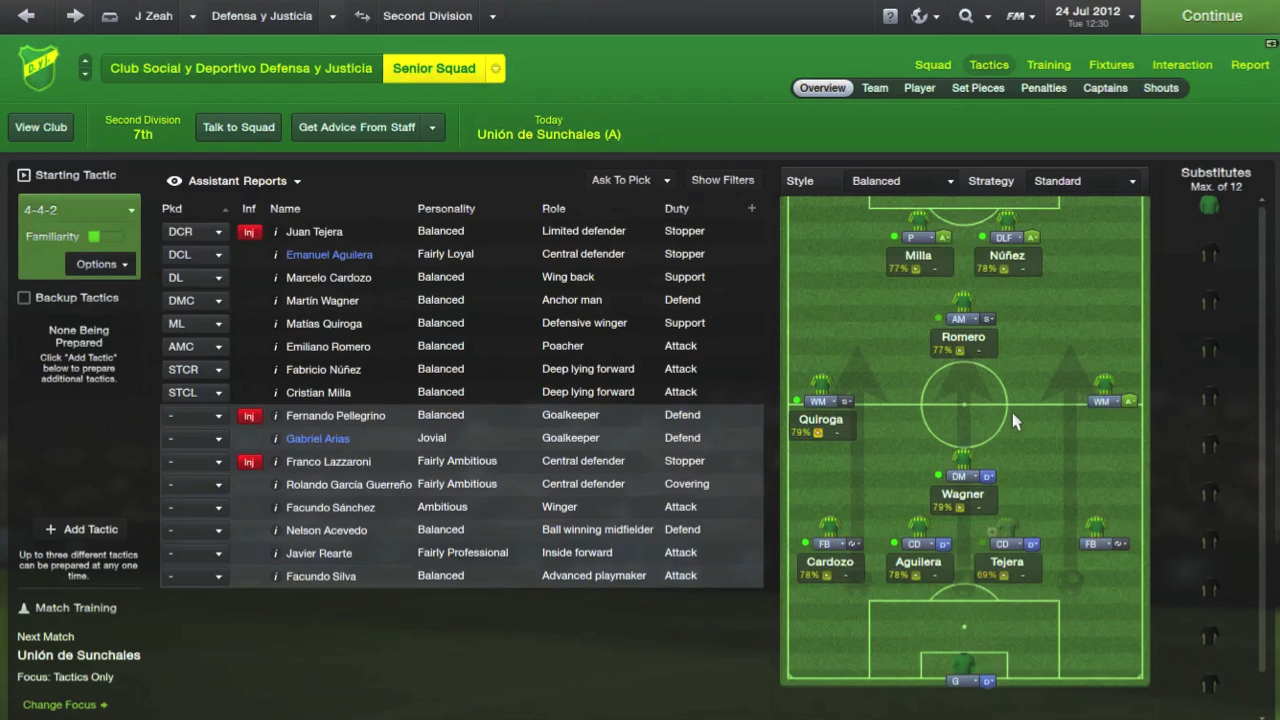 J Zeah Defensa y Justicia Second Division ? FM 24 Jul 2012 Tue 12:30 Continue
D.y J. Club Social y Deportivo Defensa y Justicia Senior Squad
Squad Tactics Training Fixtures Interaction Report
Overview Team Player Set Pieces Penalties Captains Shouts
View Club Second Division 7th Talk to Squad Get Advice From Staff Today Unión de Sunchales (A)
Starting Tactic
4-4-2
Familiarity
Options
Backup Tactics
None Being
Prepared
Click "Add Tactic"
below to prepare
additional tactics.
+ Add Tactic
Up to three different tactics
can be prepared at any one
time.
Match Training
Next Match
Unión de Sunchales
Focus: Tactics Only
Change Focus
Assistant Reports Ask To Pick Show Filters
Pkd Inf Name Personality Role Duty +
DCR Inj i Juan Tejera Balanced Limited defender Stopper
DCL i Emanuel Aguilera Fairly Loyal Central defender Stopper
DL i Marcelo Cardozo Balanced Wing back Support
DMC i Martín Wagner Balanced Anchor man Defend
ML i Matías Quiroga Balanced Defensive winger Support
AMC i Emiliano Romero Balanced Poacher Attack
STCR i Fabricio Núñez Balanced Deep lying forward Attack
STCL i Cristian Milla Balanced Deep lying forward Attack
- Inj i Fernando Pellegrino Balanced Goalkeeper Defend
- i Gabriel Arias Jovial Goalkeeper Defend
- Inj i Franco Lazzaroni Fairly Ambitious Central defender Stopper
- i Rolando García Guerreño Fairly Ambitious Central defender Covering
- i Facundo Sánchez Ambitious Winger Attack
- i Nelson Acevedo Balanced Ball winning midfielder Defend
- i Javier Rearte Fairly Professional Inside forward Attack
- i Facundo Silva Balanced Advanced playmaker Attack
Style Balanced Strategy Standard
P A DLF A
Milla Núñez
77% - 78% -
AM S
Romero
77% -
WM S WM A
Quiroga
79% -
DM D
Wagner
79% -
FB CD D CD D FB
Cardozo Aguilera Tejera
78% - 78% - 69% -
G D
Substitutes
Max. of 12